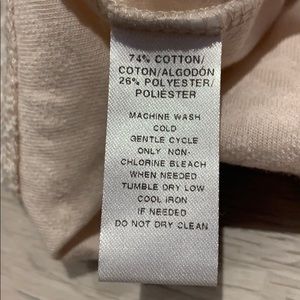 74% COTTON/
COTON/ALGODÓN
26% POLYESTER/
POLIÉSTER
MACHINE WASH
COLD
GENTLE CYCLE
ONLY NON-
CHLORINE BLEACH
WHEN NEEDED
TUMBLE DRY LOW
COOL IRON
IF NEEDED
DO NOT DRY CLEAN